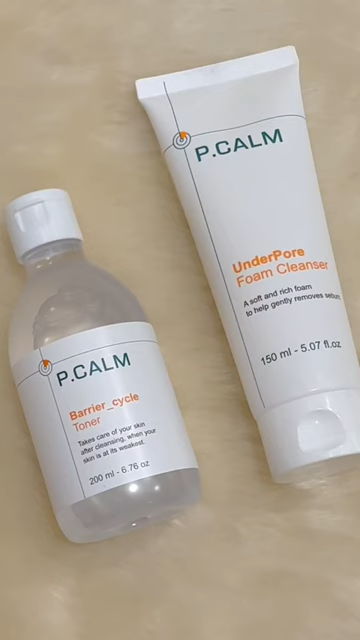 P.CALM
UnderPore
Foam Cleanser
A soft and rich foam
to help gently removes sebum
150 ml - 5.07 fl.oz
P.CALM
Barrier_cycle
Toner
Takes care of your skin
after cleansing, when your
skin is at its weakest.
200 ml - 6.76 oz